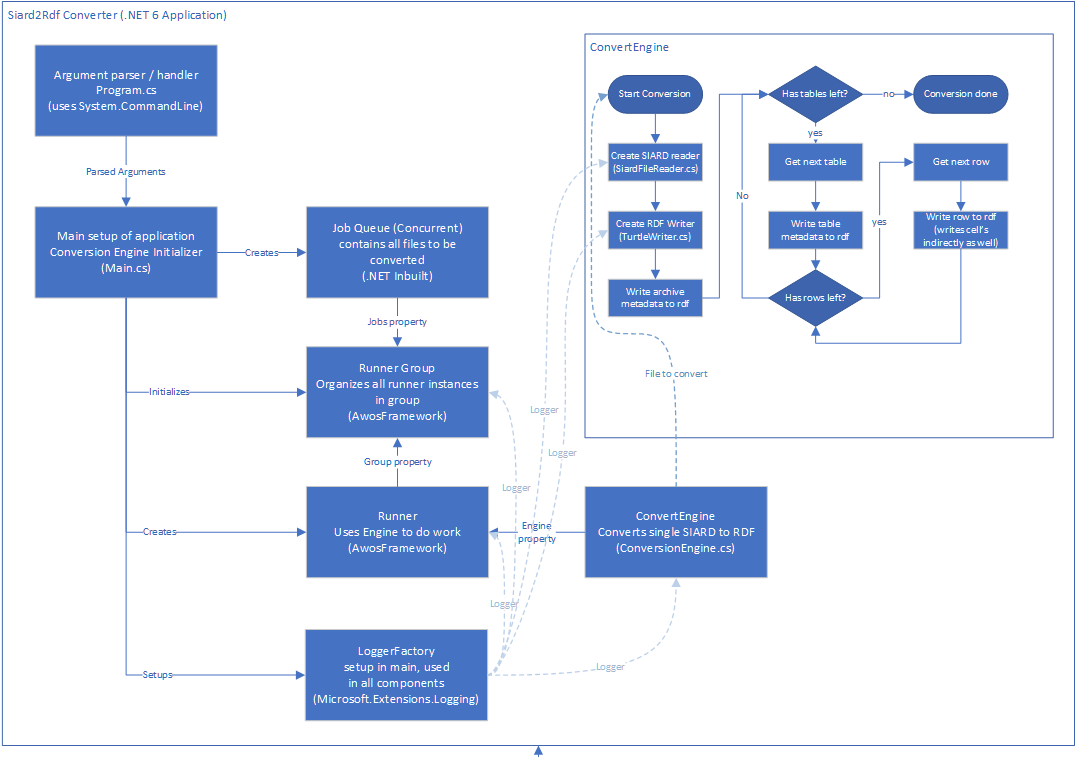 Siard2Rdf Converter (.NET 6 Application)
Argument parser / handler
Program.cs
(uses System.CommandLine)
Parsed Arguments
Main setup of application
Conversion Engine Initializer
(Main.cs)
Creates
Job Queue (Concurrent)
contains all files to be
converted
(.NET Inbuilt)
Jobs property
Initializes
Runner Group
Organizes all runner instances
in group
(AwosFramework)
Group property
Creates
Runner
Uses Engine to do work
(AwosFramework)
Engine
property
ConvertEngine
Converts single SIARD to RDF
(ConversionEngine.cs)
Setups
LoggerFactory
setup in main, used
in all components
(Microsoft.Extensions.Logging)
Logger
Logger
Logger
Logger
Logger
File to convert
ConvertEngine
Start Conversion
Create SIARD reader
(SiardFileReader.cs)
Create RDF Writer
(TurtleWriter.cs)
Write archive
metadata to rdf
Has tables left?
no
Conversion done
yes
Get next table
Write table
metadata to rdf
Has rows left?
No
yes
Get next row
Write row to rdf
(writes cell's
indirectly as well)